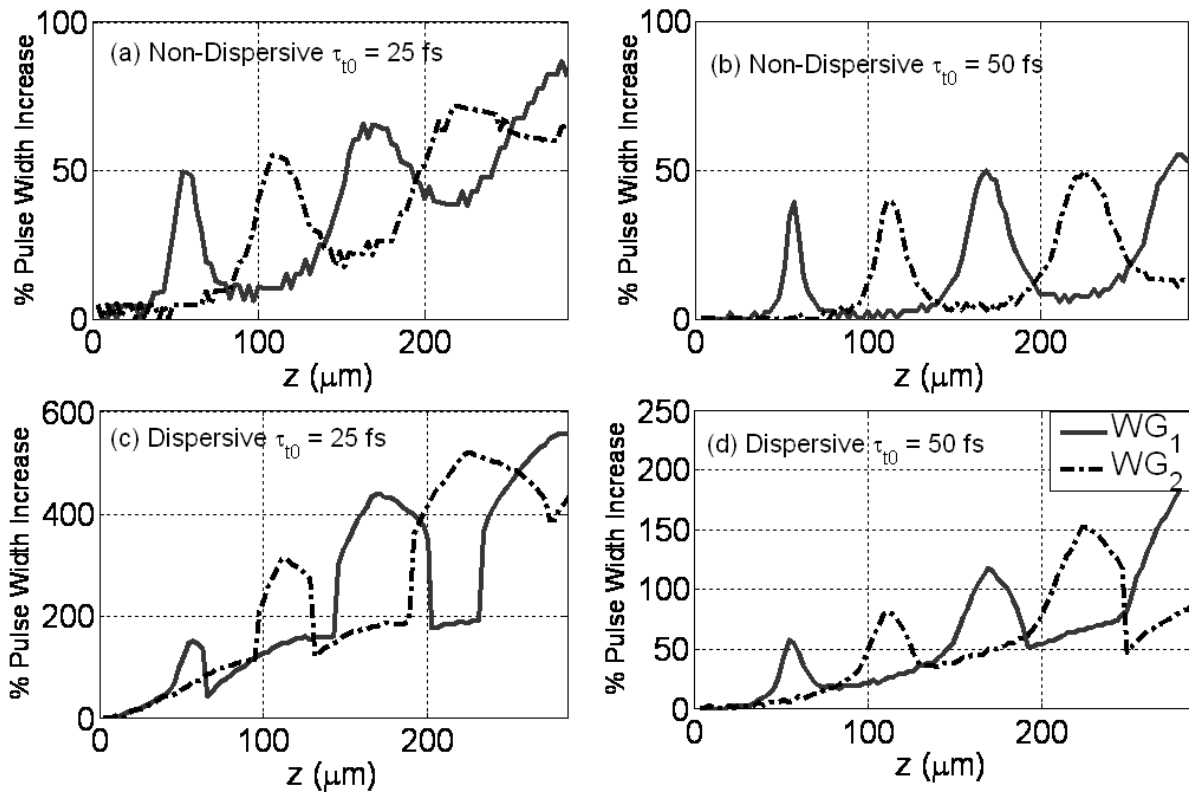 (a) Non-Dispersive τt0 = 25 fs
% Pulse Width Increase
100
50
0
0 100 200
z (μm)
(b) Non-Dispersive τt0 = 50 fs
% Pulse Width Increase
100
50
0
0 100 200
z (μm)
(c) Dispersive τt0 = 25 fs
% Pulse Width Increase
600
400
200
0
0 100 200
z (μm)
(d) Dispersive τt0 = 50 fs
WG1
WG2
% Pulse Width Increase
250
200
150
100
50
0
0 100 200
z (μm)